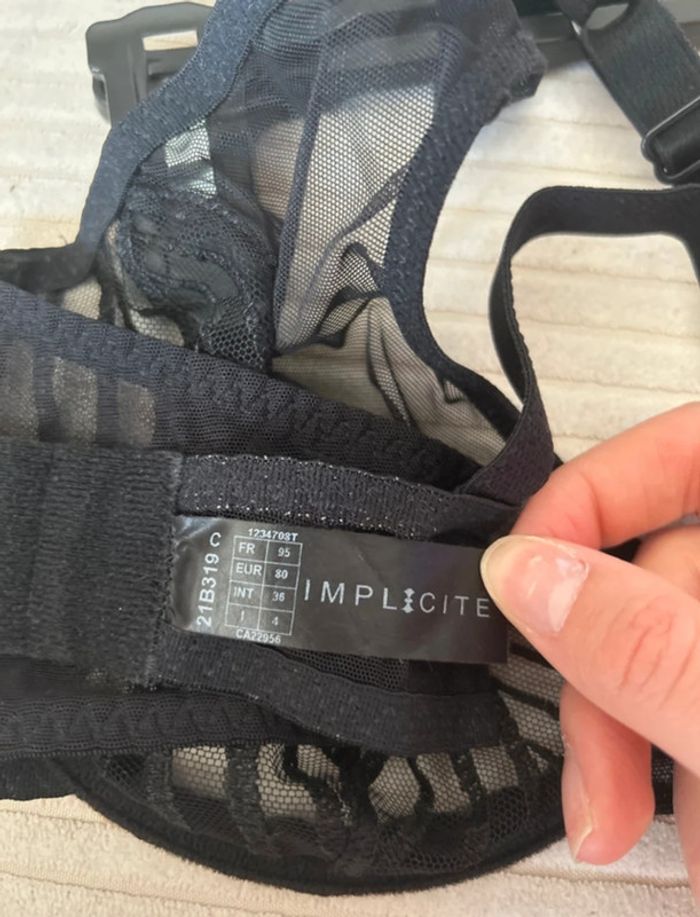 21B319 C
1234708T
FR 95
EUR 80
INT 36
I 4
CA22956
IMPLICITE